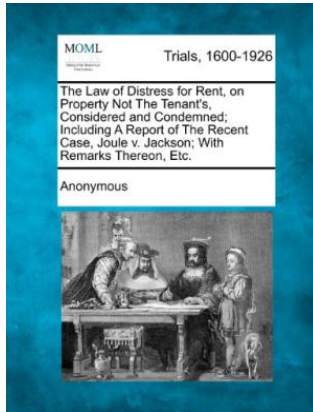 MOML
Trials, 1600-1926
The Law of Distress for Rent, on
Property Not The Tenant's,
Considered and Condemned;
Including A Report of The Recent
Case, Joule v. Jackson; With
Remarks Thereon, Etc.
Anonymous